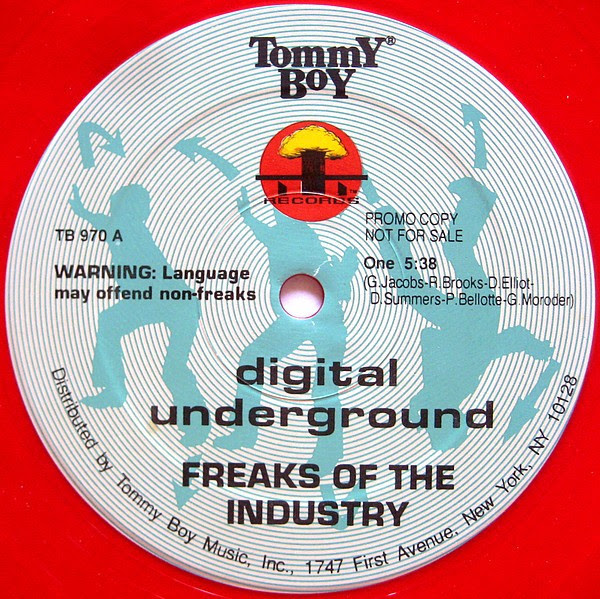 Tommy®
Boy
TNT™
RECORDS
TB 970 A
WARNING: Language
may offend non-freaks
PROMO COPY
NOT FOR SALE
One 5:38
(G.Jacobs-R.Brooks-D.Elliot-
D.Summers-P.Bellotte-G.Moroder)
digital
underground
FREAKS OF THE
INDUSTRY
Distributed by Tommy Boy Music, Inc., 1747 First Avenue, New York, NY 10128